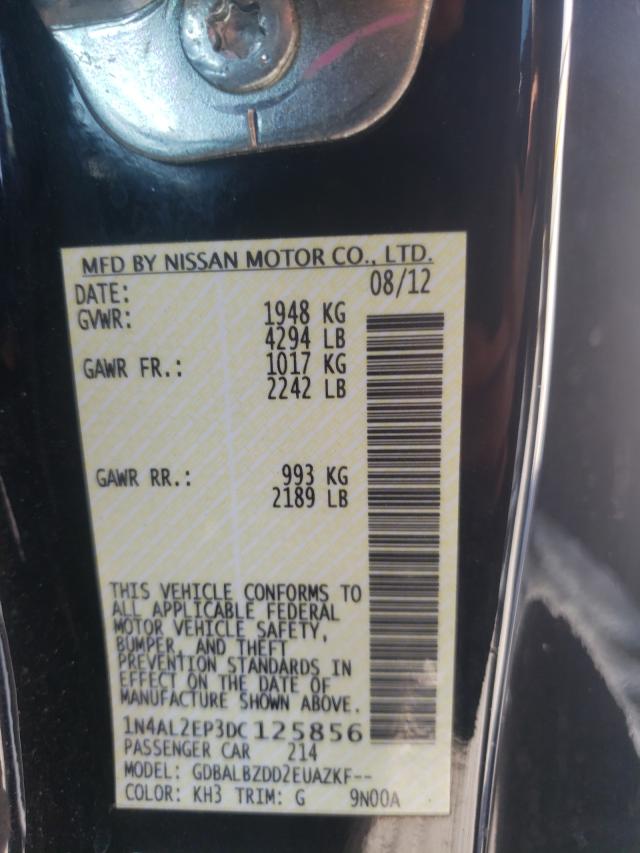 MFD BY NISSAN MOTOR CO., LTD.
DATE: 08/12
GVWR: 1948 KG
4294 LB
GAWR FR.: 1017 KG
2242 LB
GAWR RR.: 993 KG
2189 LB
THIS VEHICLE CONFORMS TO
ALL APPLICABLE FEDERAL
MOTOR VEHICLE SAFETY,
BUMPER, AND THEFT
PREVENTION STANDARDS IN
EFFECT ON THE DATE OF
MANUFACTURE SHOWN ABOVE.
1N4AL2EP3DC125856
PASSENGER CAR 214
MODEL: GDBALBZDD2EUAZKF--
COLOR: KH3 TRIM: G 9N00A